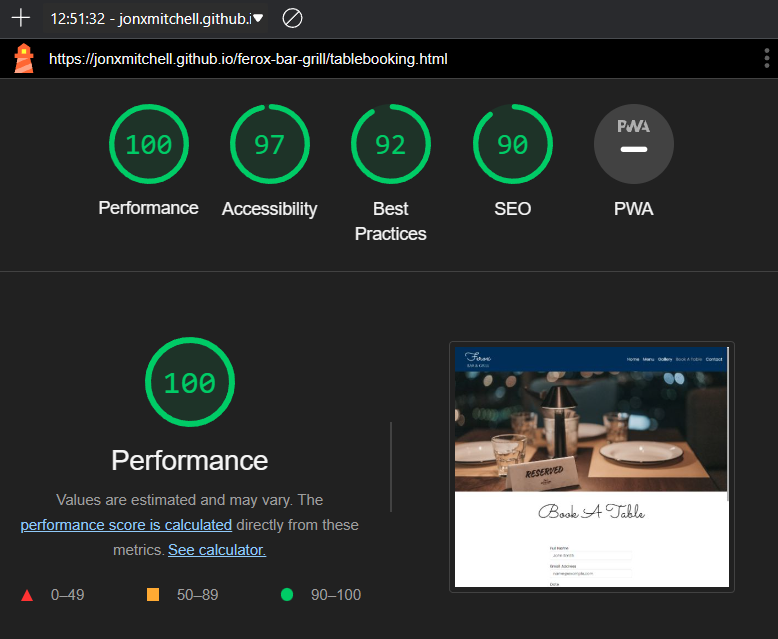 12:51:32 - jonxmitchell.github.i
https://jonxmitchell.github.io/ferox-bar-grill/tablebooking.html
100
97
92
90
PWA
Performance
Accessibility
Best
Practices
SEO
PWA
100
Performance
Values are estimated and may vary. The
performance score is calculated directly from these
metrics. See calculator.
0–49
50–89
90–100
Ferox
BAR & GRILL
Home Menu Gallery Book A Table Contact
RESERVED
Book A Table
Full Name
Email Address
name@example.com
Date